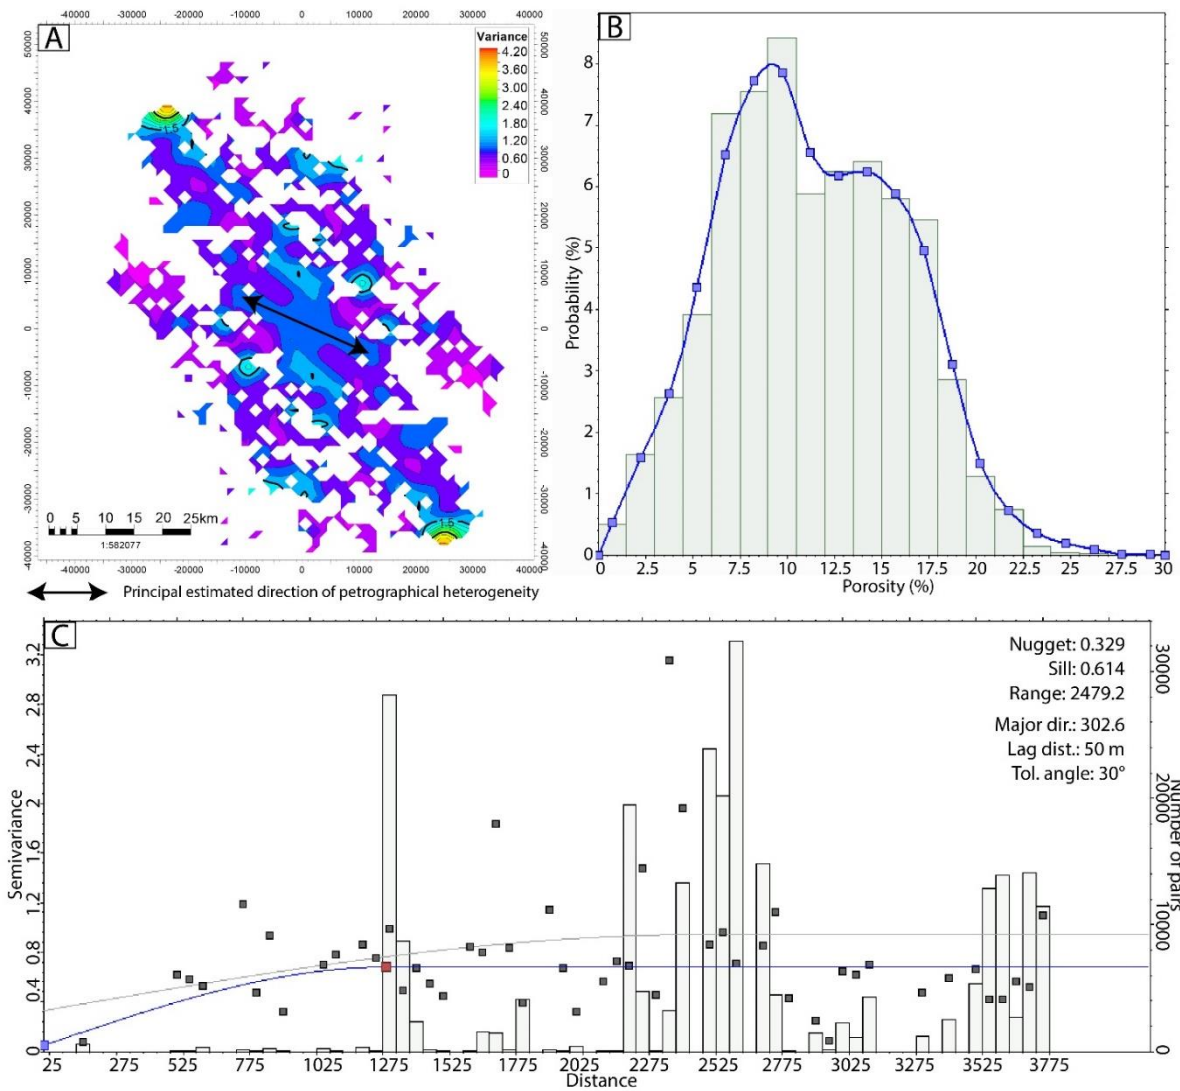 -40000 -30000 -20000 -10000 0 10000 20000 30000 40000
A
Variance
4.20
3.60
3.00
2.40
1.80
1.20
0.60
0
50000
40000
30000
20000
10000
0
-10000
-20000
-30000
-40000
50000
40000
30000
20000
10000
0
-10000
-20000
-30000
-40000
1.5
1.5
0 5 10 15 20 25km
1:582077
-40000 -30000 -20000 -10000 0 10000 20000 30000 40000
Principal estimated direction of petrographical heterogeneity
B
Probability (%)
8
7
6
5
4
3
2
1
0
0 2.5 5 7.5 10 12.5 15 17.5 20 22.5 25 27.5 30
Porosity (%)
C
Nugget: 0.329
Sill: 0.614
Range: 2479.2
Major dir.: 302.6
Lag dist.: 50 m
Tol. angle: 30°
Semivariance
3.2
2.8
2.4
2
1.6
1.2
0.8
0.4
0
Number of pairs
30000
20000
10000
0
25 275 525 775 1025 1275 1525 1775 2025 2275 2525 2775 3025 3275 3525 3775
Distance